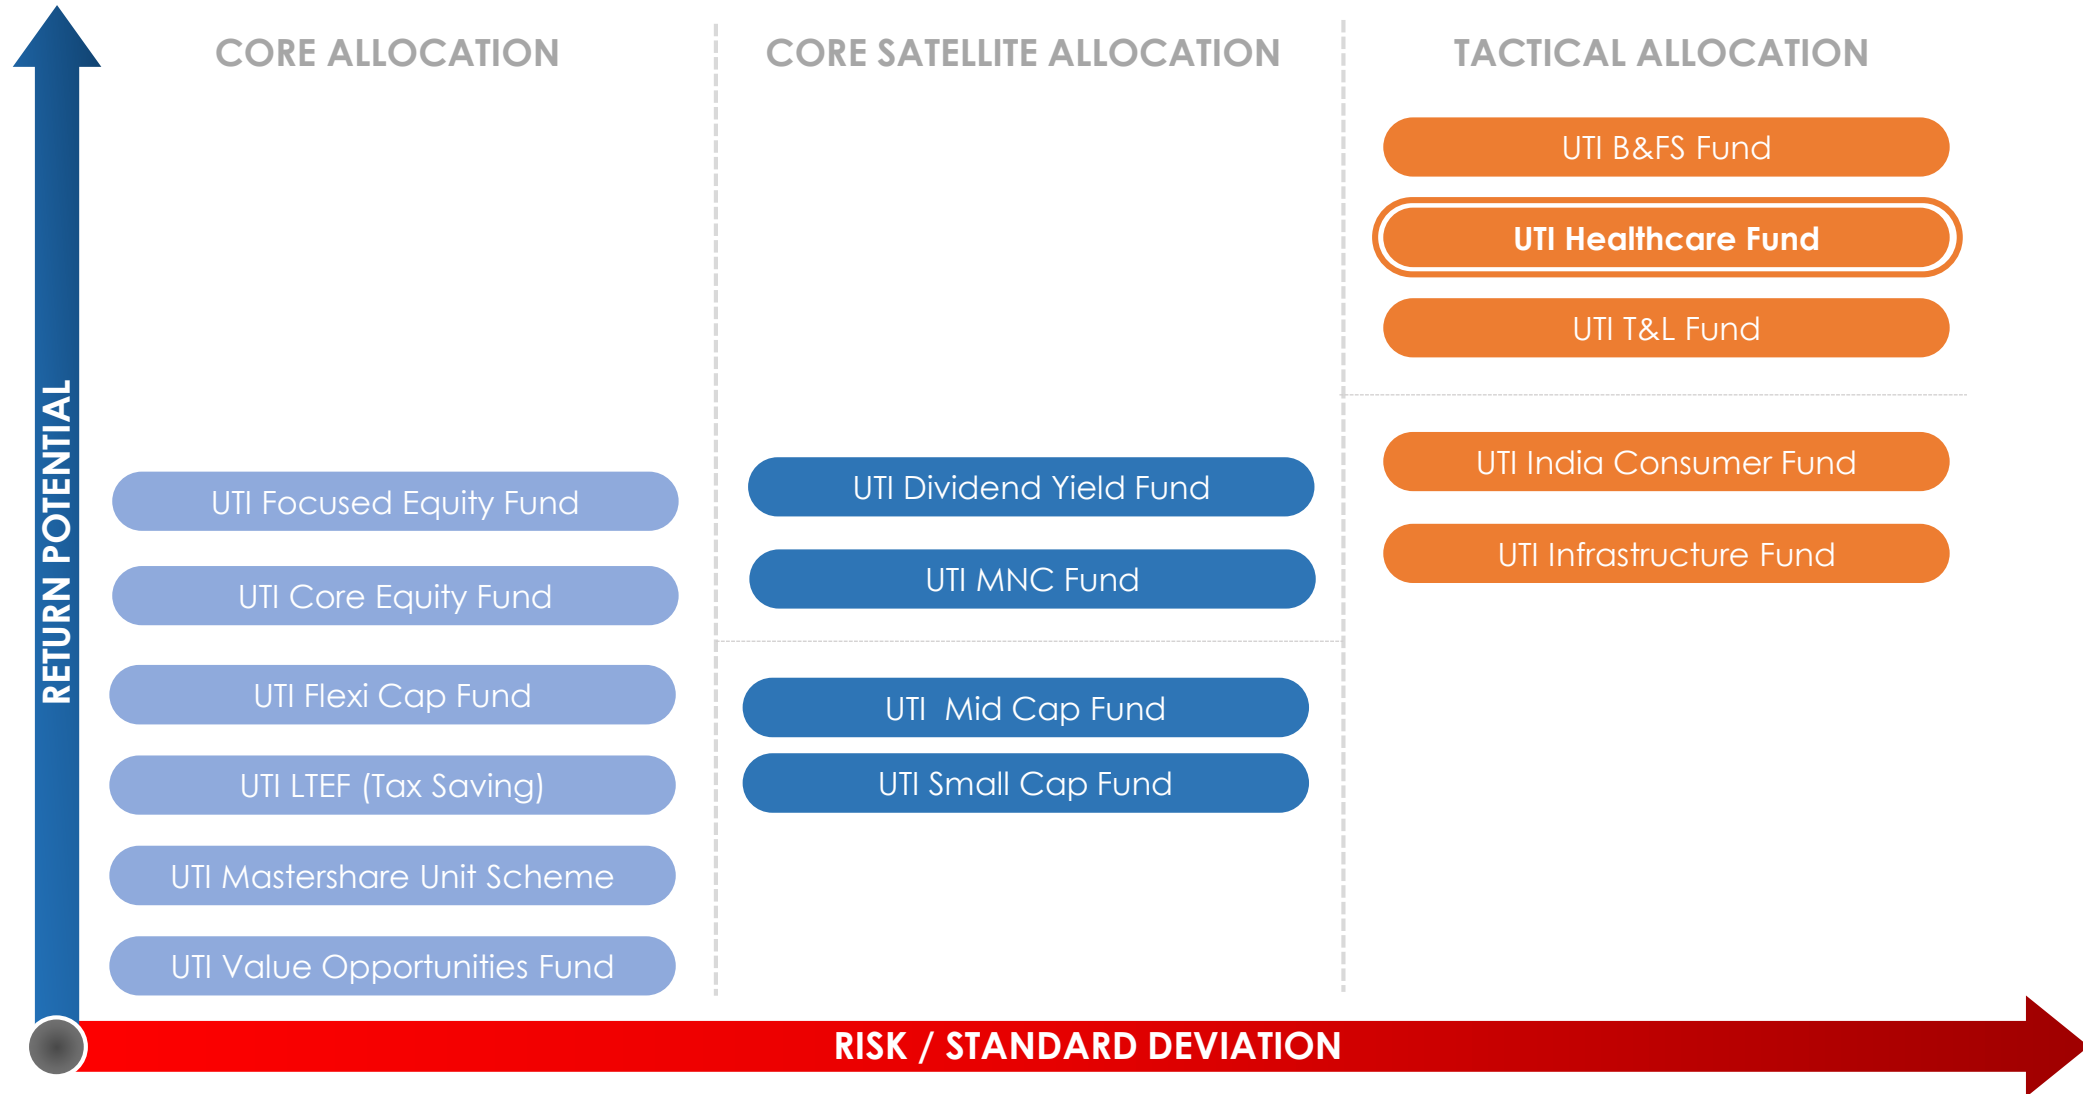 CORE ALLOCATION
CORE SATELLITE ALLOCATION
TACTICAL ALLOCATION
RETURN POTENTIAL
UTI Focused Equity Fund
UTI Core Equity Fund
UTI Flexi Cap Fund
UTI LTEF (Tax Saving)
UTI Mastershare Unit Scheme
UTI Value Opportunities Fund
UTI Dividend Yield Fund
UTI MNC Fund
UTI Mid Cap Fund
UTI Small Cap Fund
UTI B&FS Fund
UTI Healthcare Fund
UTI T&L Fund
UTI India Consumer Fund
UTI Infrastructure Fund
RISK / STANDARD DEVIATION